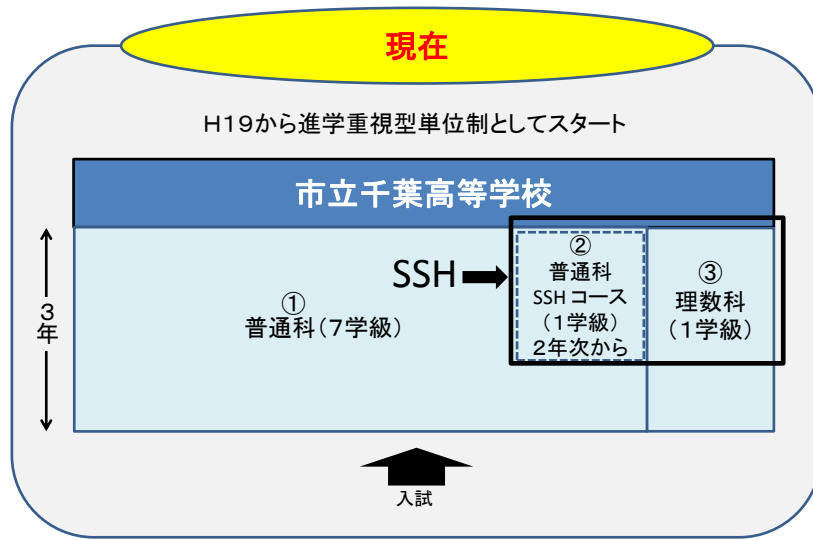 現在
H19から進学重視型単位制としてスタート
市立千葉高等学校
3年
SSH
①
普通科(7学級)
②
普通科
SSHコース
(1学級)
2年次から
③
理数科
(1学級)
入試